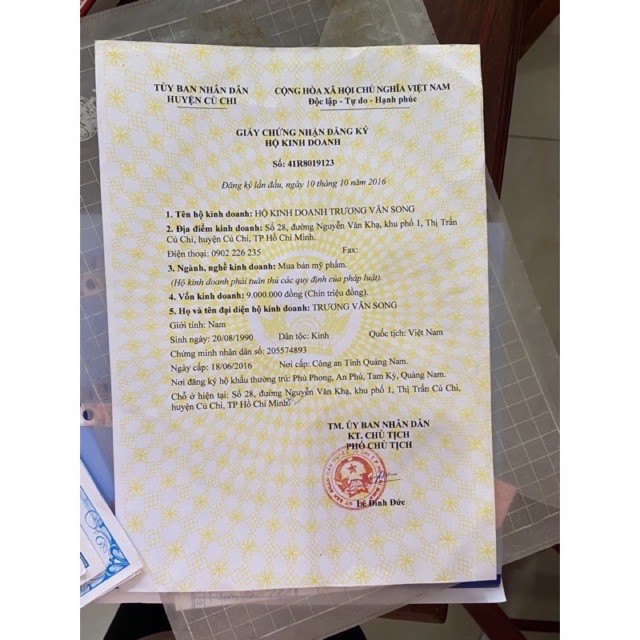 TỦY BAN NHÂN DÂN
HUYỆN CỦ CHI
CỘNG HÒA XÃ HỘI CHỦ NGHĨA VIỆT NAM
Độc lập - Tự do - Hạnh phúc
GIẤY CHỨNG NHẬN ĐĂNG KÝ
HỘ KINH DOANH
Số: 41R8019123
Đăng ký lần đầu, ngày 10 tháng 10 năm 2016
1. Tên hộ kinh doanh: HỘ KINH DOANH TRƯƠNG VĂN SONG
2. Địa điểm kinh doanh: Số 28, đường Nguyễn Văn Khạ, khu phố 1, Thị Trấn
Củ Chi, huyện Củ Chi, TP Hồ Chí Minh.
Điện thoại: 0902 226 235 Fax:
3. Ngành, nghề kinh doanh: Mua bán mỹ phẩm.
(Hộ kinh doanh phải tuân thủ các quy định của pháp luật).
4. Vốn kinh doanh: 9.000.000 đồng (Chín triệu đồng).
5. Họ và tên đại diện hộ kinh doanh: TRƯƠNG VĂN SONG
Giới tính: Nam
Sinh ngày: 20/08/1990 Dân tộc: Kinh Quốc tịch: Việt Nam
Chứng minh nhân dân số: 205574893
Ngày cấp: 18/06/2016 Nơi cấp: Công an Tỉnh Quảng Nam.
Nơi đăng ký hộ khẩu thường trú: Phú Phong, An Phú, Tam Kỳ, Quảng Nam.
Chỗ ở hiện tại: Số 28, đường Nguyễn Văn Khạ, khu phố 1, Thị Trấn Củ Chi,
huyện Củ Chi, TP Hồ Chí Minh.
TM. ỦY BAN NHÂN DÂN
KT. CHỦ TỊCH
PHÓ CHỦ TỊCH
Lê Đình Đức